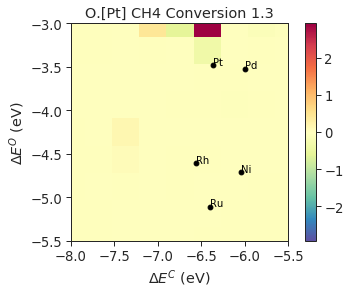 O.[Pt] CH4 Conversion 1.3
−3.0
−3.5
−4.0
−4.5
−5.0
−5.5
ΔE^O (eV)
Pt
Pd
Rh
Ni
Ru
−8.0 −7.5 −7.0 −6.5 −6.0 −5.5
ΔE^C (eV)
2
1
0
−1
−2